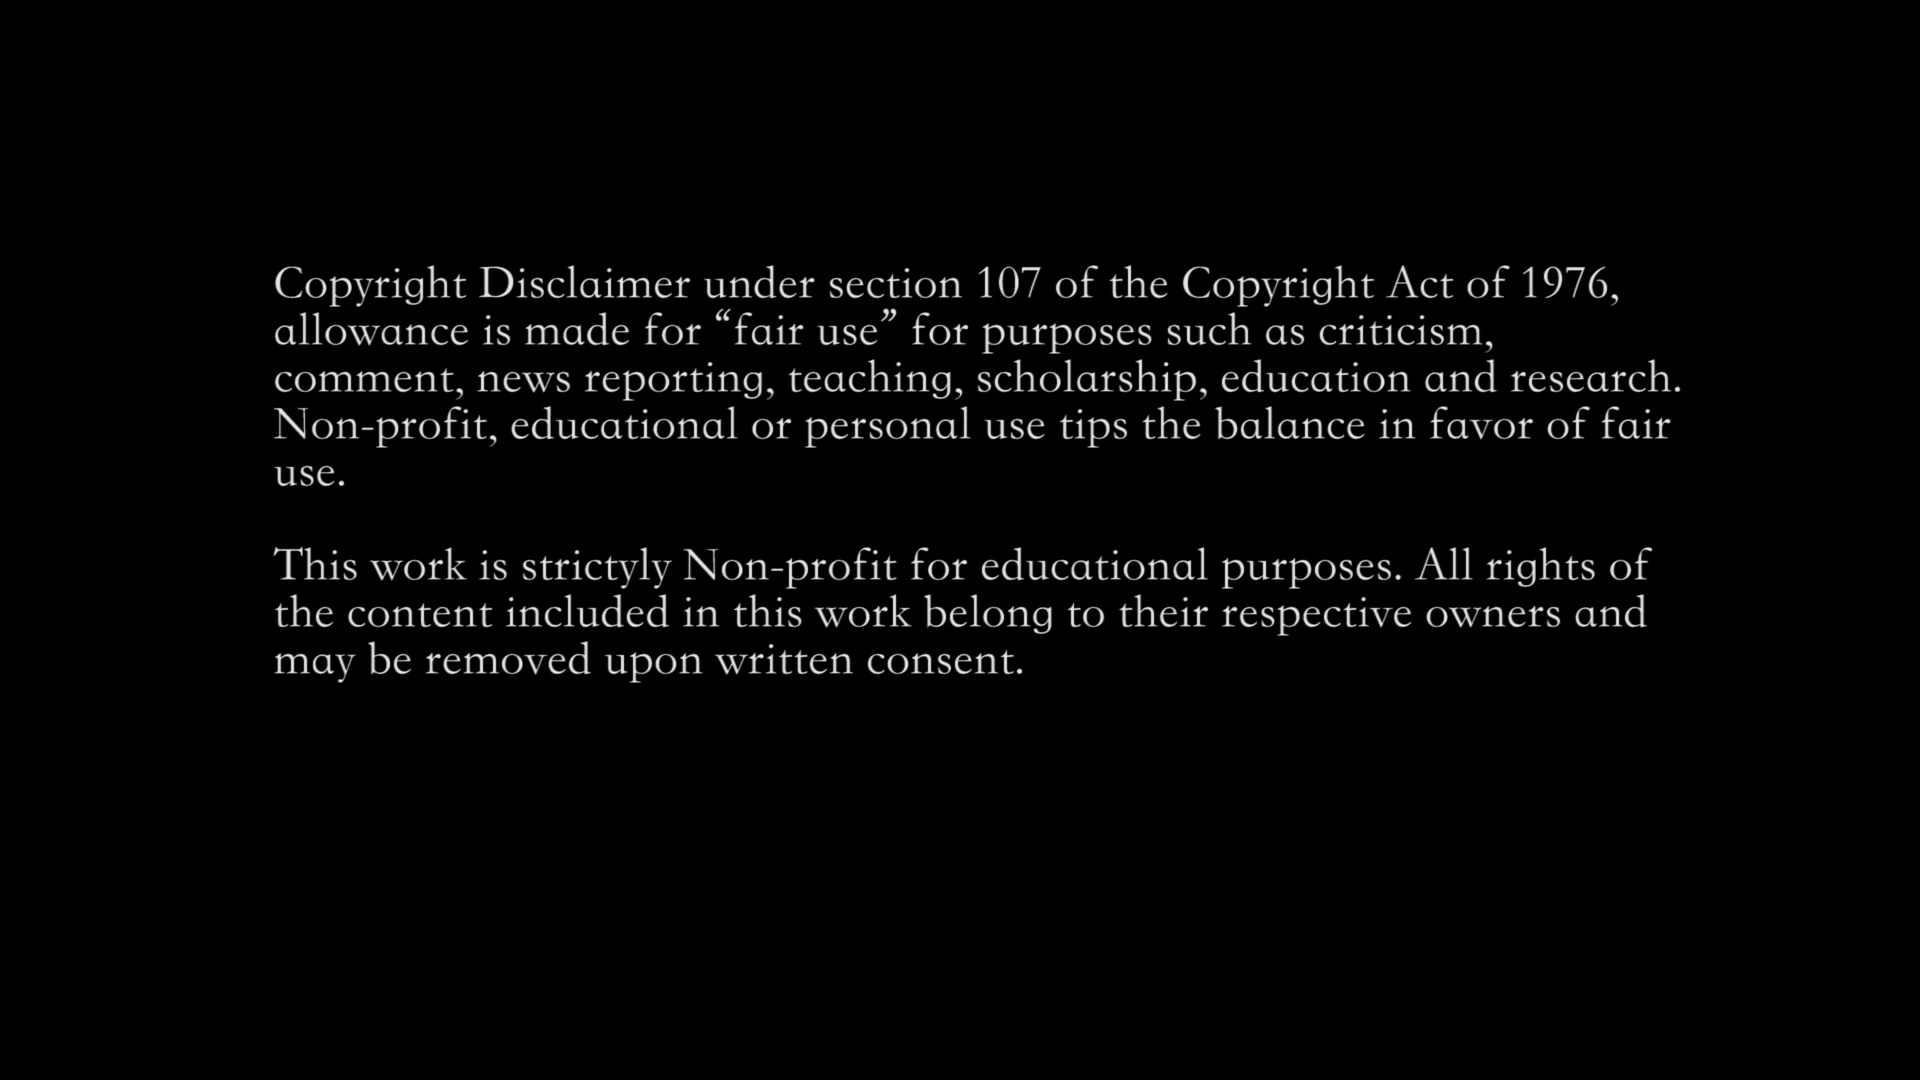 Copyright Disclaimer under section 107 of the Copyright Act of 1976,
allowance is made for “fair use” for purposes such as criticism,
comment, news reporting, teaching, scholarship, education and research.
Non-profit, educational or personal use tips the balance in favor of fair
use.
This work is strictyly Non-profit for educational purposes. All rights of
the content included in this work belong to their respective owners and
may be removed upon written consent.